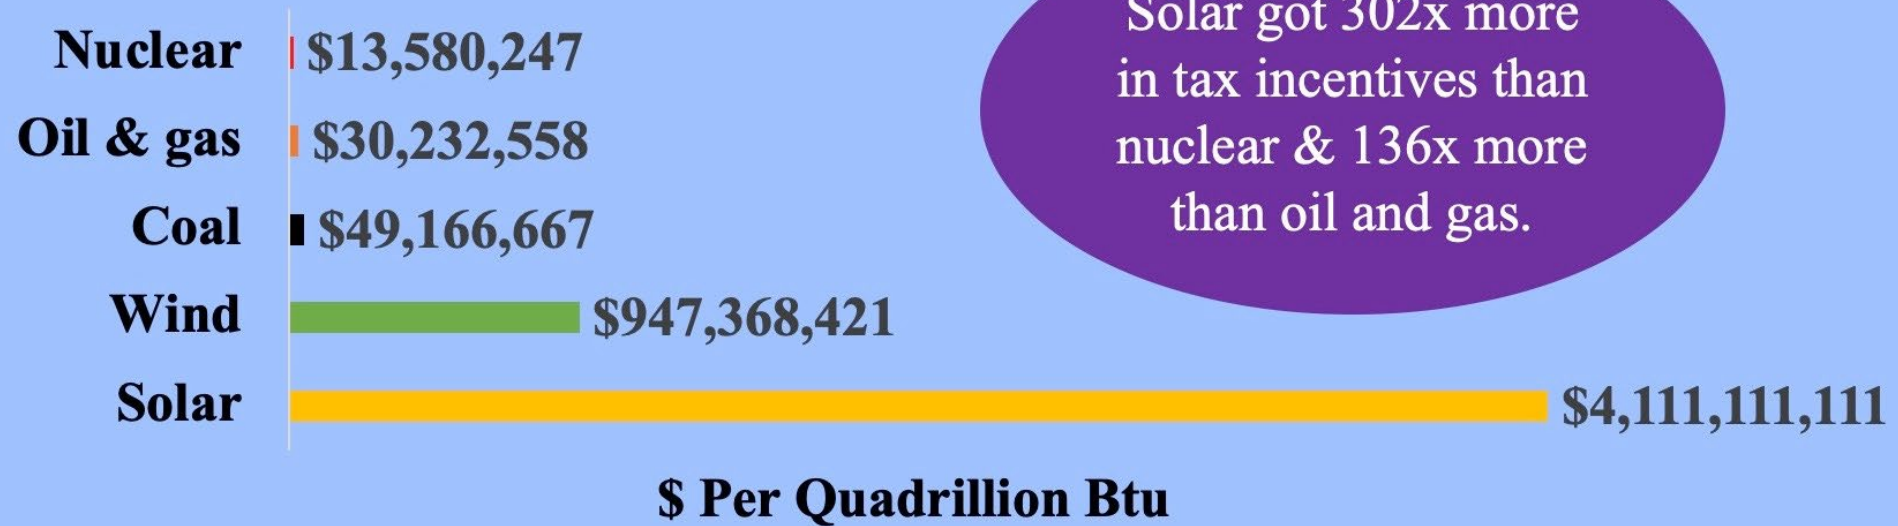 Nuclear $13,580,247
Oil & gas $30,232,558
Coal $49,166,667
Wind $947,368,421
Solar $4,111,111,111
$ Per Quadrillion Btu
Solar got 302x more
in tax incentives than
nuclear & 136x more
than oil and gas.